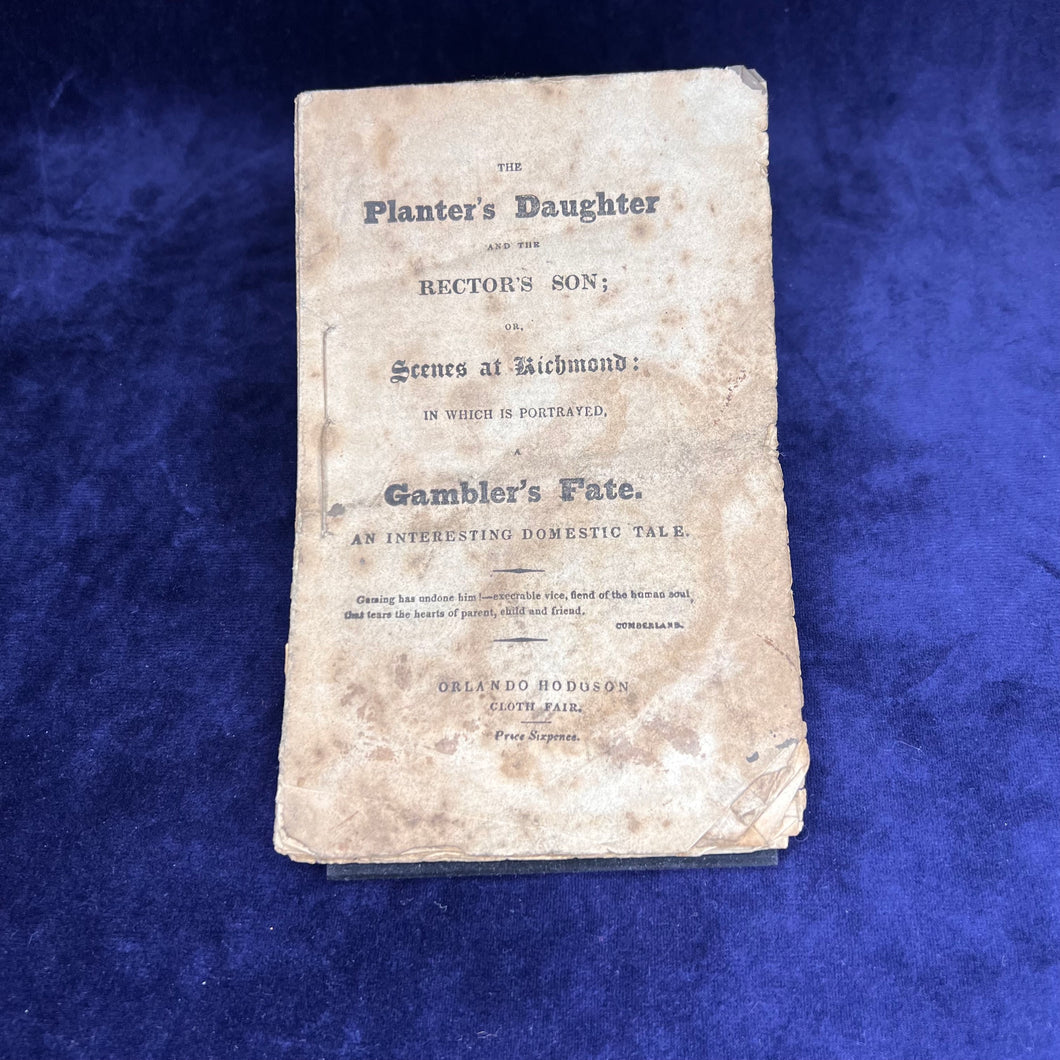 THE
Planter's Daughter
AND THE
RECTOR'S SON;
OR,
Scenes at Richmond:
IN WHICH IS PORTRAYED,
A
Gambler's Fate.
AN INTERESTING DOMESTIC TALE.
Gaming has undone him!—execrable vice, fiend of the human soul,
that tears the hearts of parent, child and friend.
CUMBERLAND.
ORLANDO HODGSON
CLOTH FAIR.
Price Sixpence.